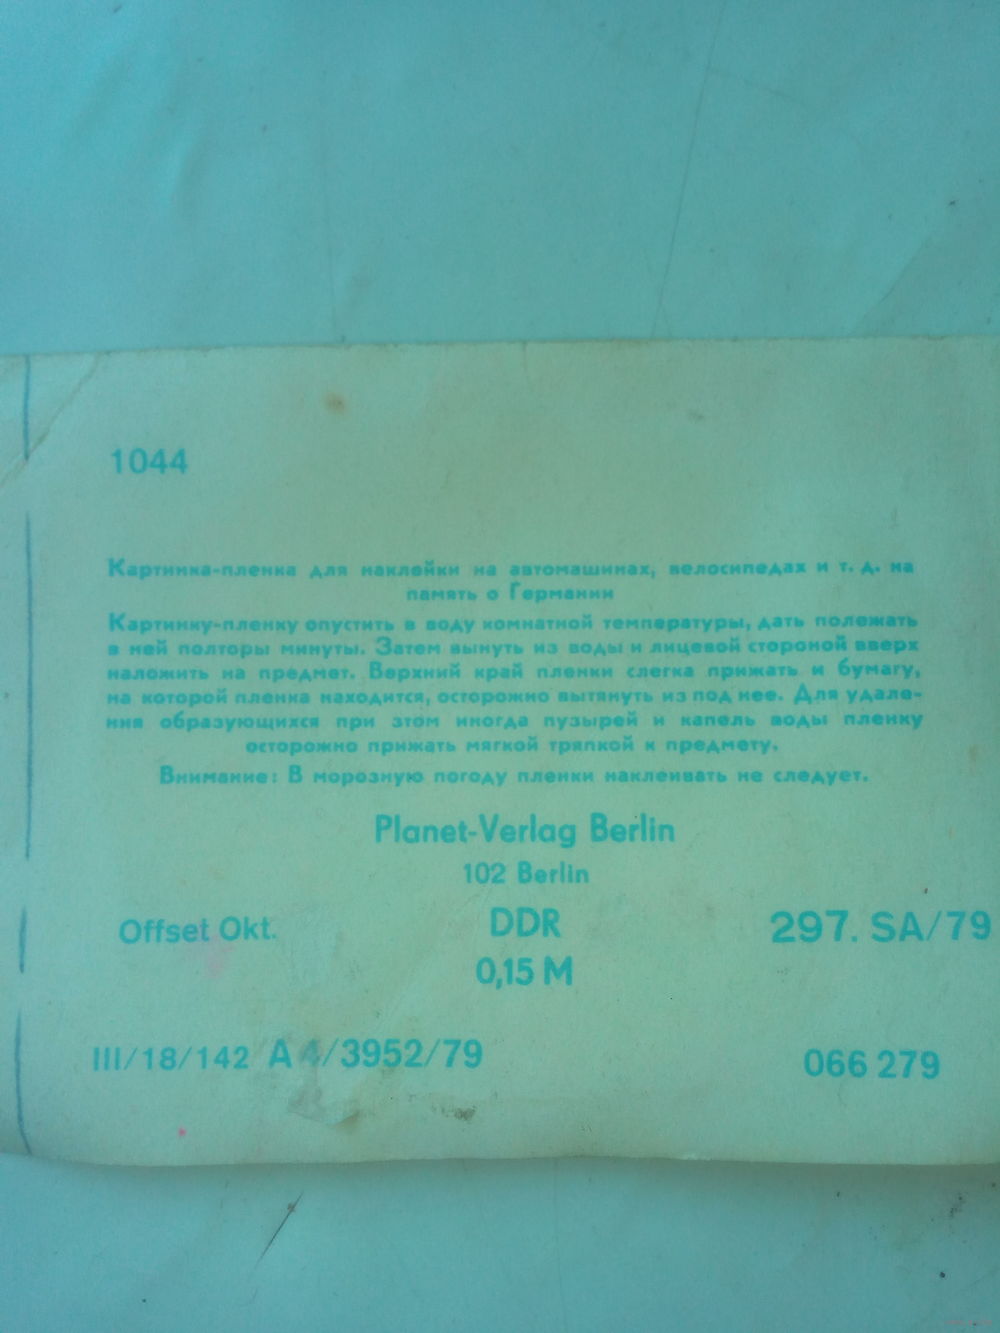 1044
Картинка-пленка для наклейки на автомашинах, велосипедах и т. д. на
память о Германии
Картинку-пленку опустить в воду комнатной температуры, дать полежать
в ней полторы минуты. Затем вынуть из воды и лицевой стороной вверх
наложить на предмет. Верхний край пленки слегка прижать и бумагу,
на которой пленка находится, осторожно вытянуть из под нее. Для удале-
ния образующихся при этом иногда пузырей и капель воды пленку
осторожно прижать мягкой тряпкой к предмету.
Внимание: В морозную погоду пленки наклеивать не следует.
Planet-Verlag Berlin
102 Berlin
Offset Okt. DDR 297. SA/79
0,15 M
III/18/142 A 4/3952/79 066 279